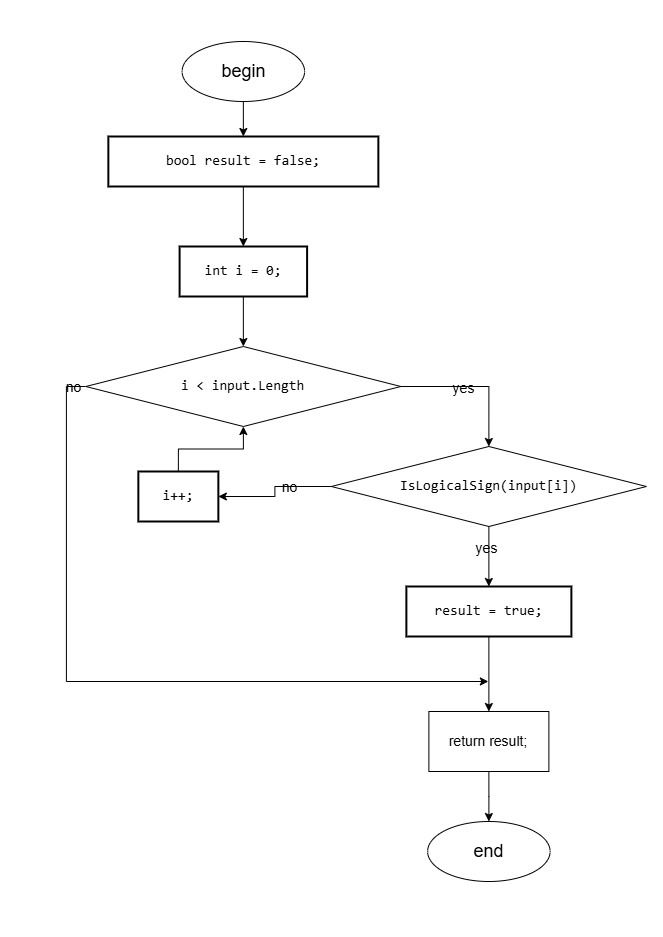 begin
bool result = false;
int i = 0;
no
i < input.Length
yes
i++;
no
IsLogicalSign(input[i])
yes
result = true;
return result;
end